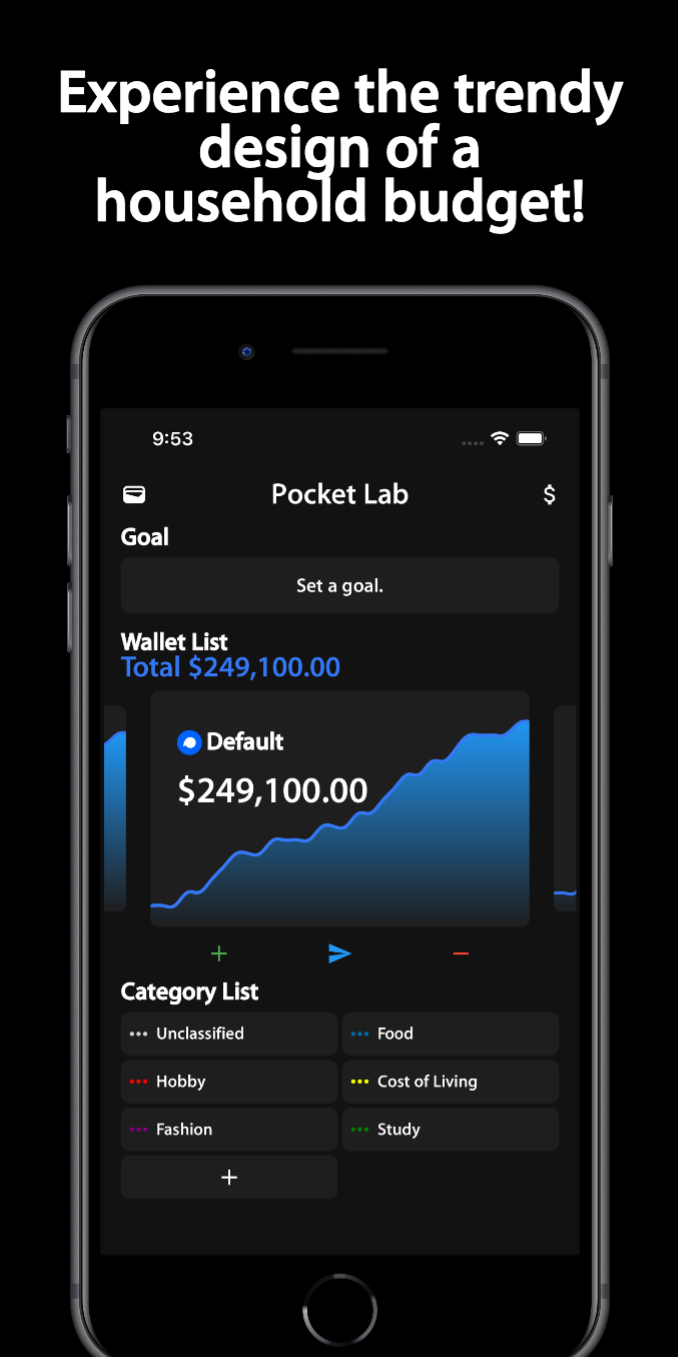 Experience the trendy
design of a
household budget!
9:53
Pocket Lab
Goal
Set a goal.
Wallet List
Total $249,100.00
Default
$249,100.00
Category List
Unclassified
Food
Hobby
Cost of Living
Fashion
Study